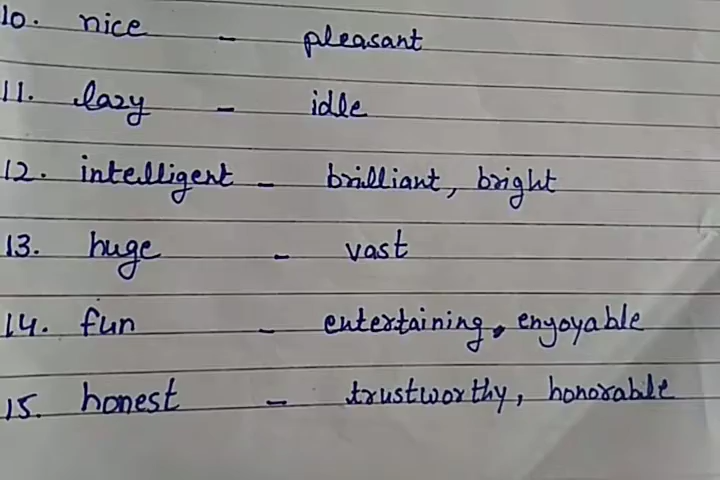 10. nice - pleasant
11. lazy - idle
12. intelligent - brilliant, bright
13. huge - vast
14. fun - entertaining, enyoyable
15. honest - trustworthy, honorable